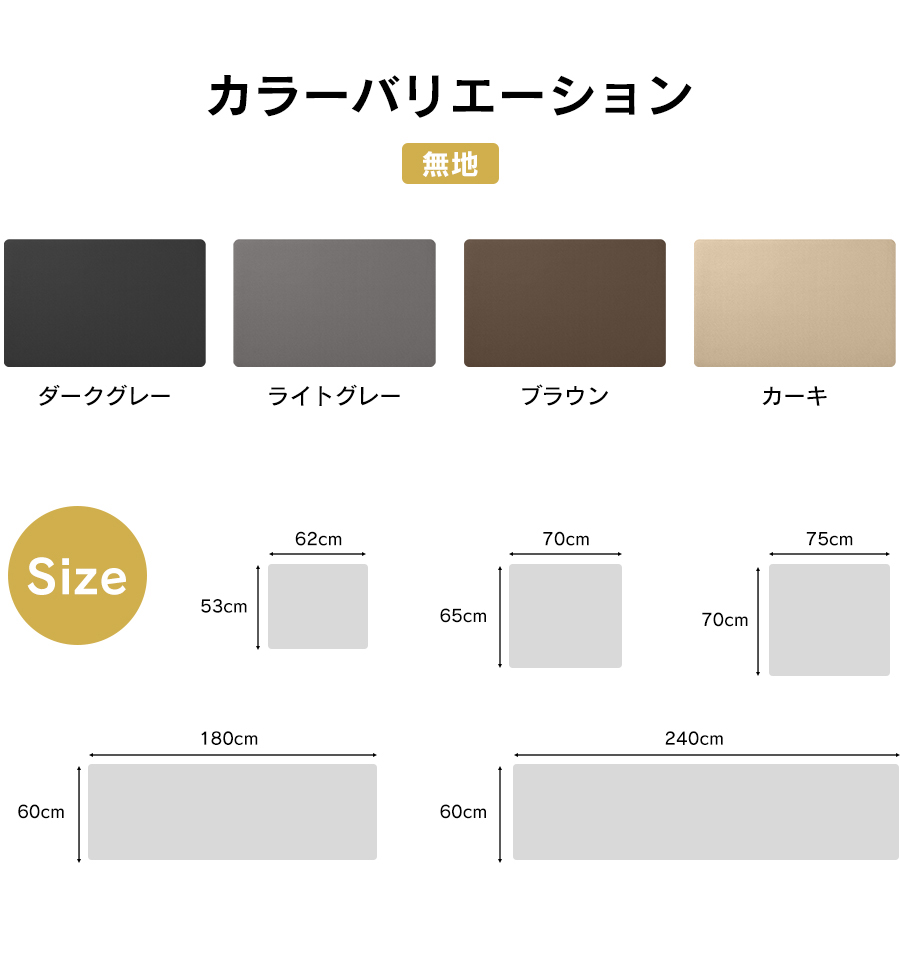 カラーバリエーション
無地
ダークグレー
ライトグレー
ブラウン
カーキ
Size
62cm
53cm
70cm
65cm
75cm
70cm
180cm
60cm
240cm
60cm